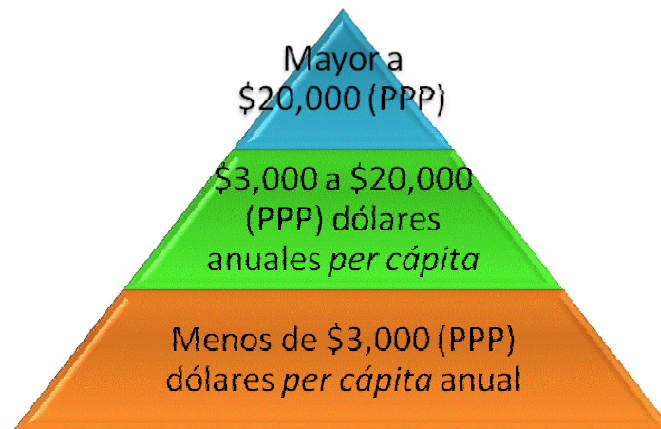 Mayor a
$20,000 (PPP)
$3,000 a $20,000
(PPP) dólares
anuales per cápita
Menos de $3,000 (PPP)
dólares per cápita anual